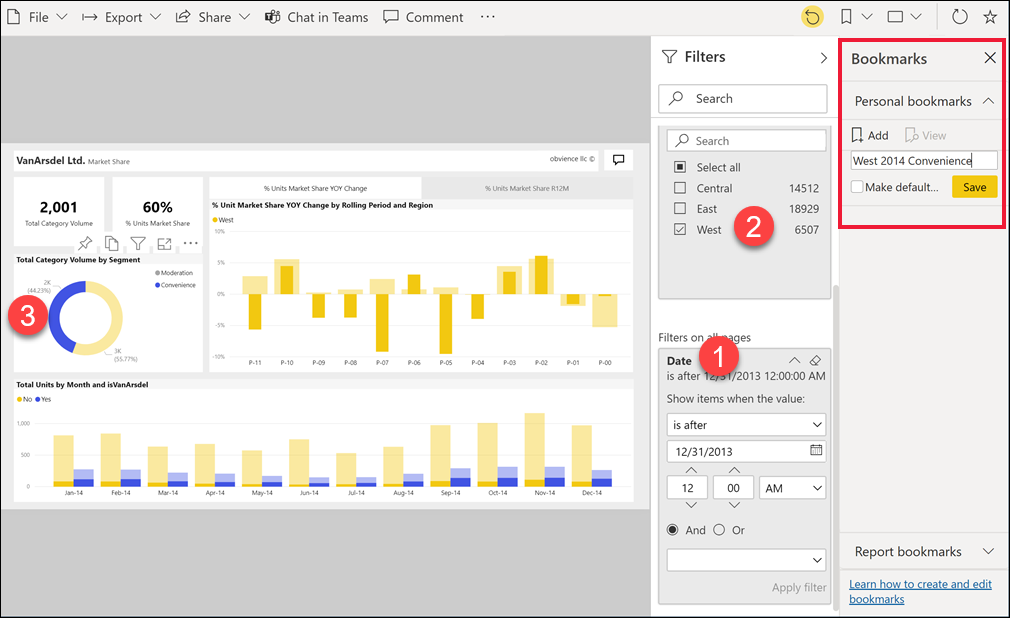 File Export Share Chat in Teams Comment ···
VanArsdel Ltd. Market Share
obvience llc ©
2,001
Total Category Volume
60%
% Units Market Share
% Units Market Share YOY Change
% Units Market Share R12M
% Unit Market Share YOY Change by Rolling Period and Region
West
10%
5%
0%
-5%
-10%
P-11 P-10 P-09 P-08 P-07 P-06 P-05 P-04 P-03 P-02 P-01 P-00
Total Category Volume by Segment
Moderation
Convenience
2K
(44.23%)
3
3K
(55.77%)
Total Units by Month and isVanArsdel
No Yes
1,000
500
0
Jan-14 Feb-14 Mar-14 Apr-14 May-14 Jun-14 Jul-14 Aug-14 Sep-14 Oct-14 Nov-14 Dec-14
Filters
Search
Search
Select all
Central 14512
East 18929
West 6507
2
Filters on all pages
Date
1
is after 12/31/2013 12:00:00 AM
Show items when the value:
is after
12/31/2013
12 00 AM
And Or
Apply filter
Bookmarks
Personal bookmarks
Add View
West 2014 Convenience
Make default...
Save
Report bookmarks
Learn how to create and edit
bookmarks